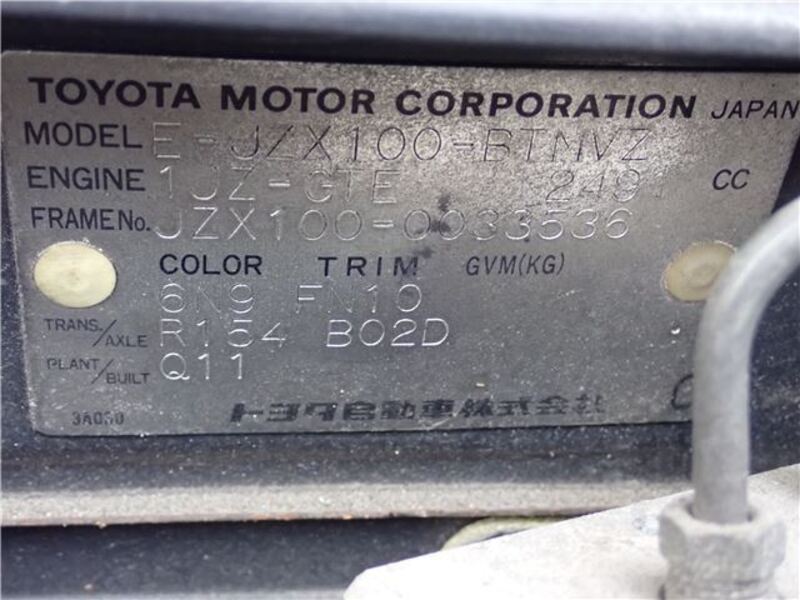 TOYOTA MOTOR CORPORATION JAPAN
MODEL E-JZX100-BTMVZ
ENGINE 1JZ-GTE 2491 CC
FRAME No. JZX100-0033536
COLOR TRIM GVM(KG)
6N9 FN10
TRANS./AXLE R154 B02D
PLANT/BUILT Q11
トヨタ自動車株式会社